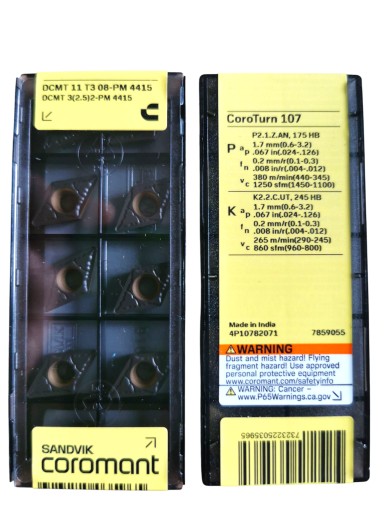 DCMT 11 T3 08-PM 4415
DCMT 3(2.5)2-PM 4415
SANDVIK
coromant
CoroTurn 107
P2.1.Z.AN, 175 HB
P ap 1.7 mm(0.6-3.2)
.067 in(.024-.126)
fn 0.2 mm/r(0.1-0.3)
.008 in/r(.004-.012)
vc 380 m/min(440-345)
1250 sfm(1450-1100)
K2.2.C.UT, 245 HB
K ap 1.7 mm(0.6-3.2)
.067 in(.024-.126)
fn 0.2 mm/r(0.1-0.3)
.008 in/r(.004-.012)
vc 265 m/min(290-245)
860 sfm(960-800)
Made in India
4P10782071 7859055
WARNING
Dust and mist hazard! Flying
fragment hazard! Use approved
personal protective equipment
www.coromant.com/safetyinfo
WARNING: Cancer –
www.P65Warnings.ca.gov
7323225035965